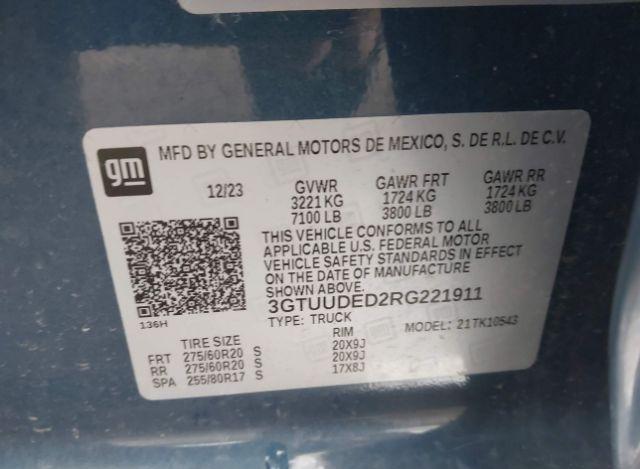 gm
MFD BY GENERAL MOTORS DE MEXICO, S. DE R.L. DE C.V.
12/23 GVWR GAWR FRT GAWR RR
3221 KG 1724 KG 1724 KG
7100 LB 3800 LB 3800 LB
THIS VEHICLE CONFORMS TO ALL
APPLICABLE U.S. FEDERAL MOTOR
VEHICLE SAFETY STANDARDS IN EFFECT
ON THE DATE OF MANUFACTURE
SHOWN ABOVE.
3GTUUDED2RG221911
136H TYPE: TRUCK MODEL: 21TK10543
TIRE SIZE RIM
FRT 275/60R20 S 20X9J
RR 275/60R20 S 20X9J
SPA 255/80R17 S 17X8J